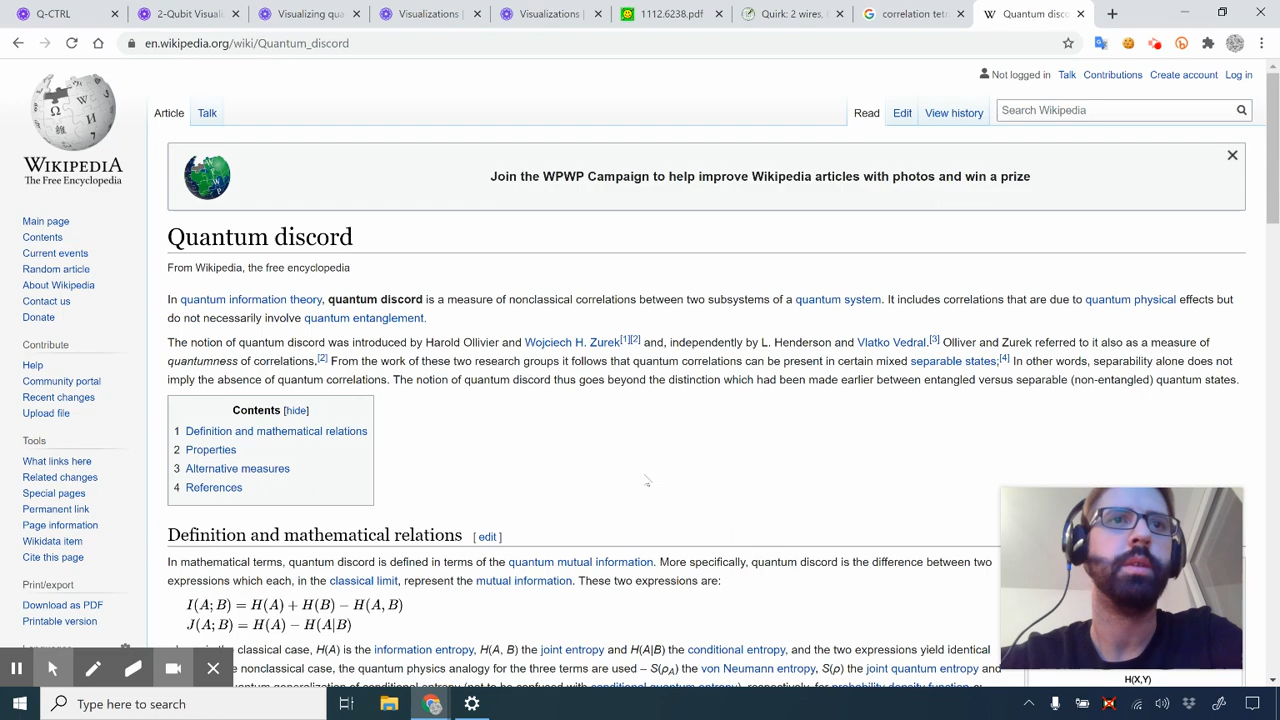 Q-CTRL
2-Qubit Visuali
Visualizing qua
Visualizations |
Visualizations |
1112.6238.pdf
Quirk: 2 wires,
correlation tetr
Quantum disco
en.wikipedia.org/wiki/Quantum_discord
Not logged in Talk Contributions Create account Log in
Article Talk
Read Edit View history
Search Wikipedia
WIKIPEDIA
The Free Encyclopedia
Main page
Contents
Current events
Random article
About Wikipedia
Contact us
Donate
Contribute
Help
Community portal
Recent changes
Upload file
Tools
What links here
Related changes
Special pages
Permanent link
Page information
Wikidata item
Cite this page
Print/export
Download as PDF
Printable version
Join the WPWP Campaign to help improve Wikipedia articles with photos and win a prize
Quantum discord
From Wikipedia, the free encyclopedia
In quantum information theory, quantum discord is a measure of nonclassical correlations between two subsystems of a quantum system. It includes correlations that are due to quantum physical effects but
do not necessarily involve quantum entanglement.
The notion of quantum discord was introduced by Harold Ollivier and Wojciech H. Zurek[1][2] and, independently by L. Henderson and Vlatko Vedral.[3] Olliver and Zurek referred to it also as a measure of
quantumness of correlations.[2] From the work of these two research groups it follows that quantum correlations can be present in certain mixed separable states;[4] In other words, separability alone does not
imply the absence of quantum correlations. The notion of quantum discord thus goes beyond the distinction which had been made earlier between entangled versus separable (non-entangled) quantum states.
Contents [hide]
1 Definition and mathematical relations
2 Properties
3 Alternative measures
4 References
Definition and mathematical relations [ edit ]
In mathematical terms, quantum discord is defined in terms of the quantum mutual information. More specifically, quantum discord is the difference between two
expressions which each, in the classical limit, represent the mutual information. These two expressions are:
I(A; B) = H(A) + H(B) − H(A, B)
J(A; B) = H(A) − H(A|B)
in the classical case, H(A) is the information entropy, H(A, B) the joint entropy and H(A|B) the conditional entropy, and the two expressions yield identical
nonclassical case, the quantum physics analogy for the three terms are used – S(ρA) the von Neumann entropy, S(ρ) the joint quantum entropy and
H(X,Y)
Type here to search